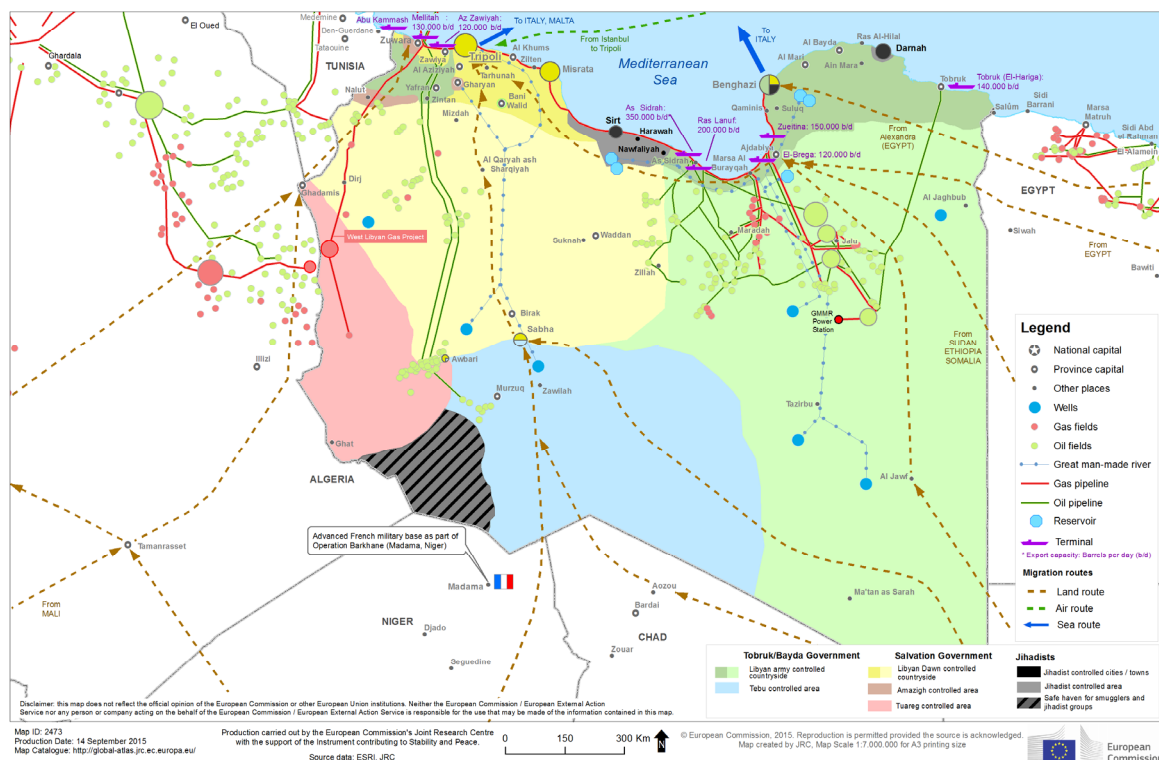 El Oued
Medenine
Den-Guerdane
Tataouine
Ghardala
TUNISIA
Abu Kammash
Mellitah :
130.000 b/d
Az Zawiyah:
120.000 b/d
To ITALY, MALTA
From Istanbul
to Tripoli
Zuwara
Zawiya
Tripoli
Al Aziziyah
Al Khums
Zliten
Tarhunah
Misrata
Yafran
Gharyan
Nalut
Zintan
Bani
Walid
Mizdah
Mediterranean
Sea
To
ITALY
Al Bayda
Ras Al-Hilal
Darnah
Al Mari
Ain Mara
Benghazi
Tobruk
Tobruk (El-Hariga):
140.000 b/d
Qaminis
Suluq
Salûm
Sidi
Barrani
Marsa
Matruh
Sidi Abd
el-Rahman
El-Alamein
As Sidrah:
350.000 b/d
Ras Lanuf:
200.000 b/d
Zueitina: 150.000 b/d
From
Alexandria
(EGYPT)
Sirt
Harawah
Nawfaliyah
As Sidrah
Marsa Al
Burayqah
Ajdabiya
El-Brega: 120.000 b/d
Al Qaiyah ash
Sharqiyah
Ghadamis
Dirj
EGYPT
Al Jaghbub
Siwah
West Libyan Gas Project
Guknah
Waddan
Maradah
Jalu
Zillah
From
EGYPT
Bawiti
Birak
Sabha
GMMR
Power
Station
From
SUDAN
ETHIOPIA
SOMALIA
Illizi
Awbari
Murzuq
Zawilah
Tazirbu
Ghat
ALGERIA
Al Jawf
Advanced French military base as part of
Operation Barkhane (Madama, Niger)
Tamanrasset
Madama
Aozou
Bardai
Ma'tan as Sarah
From
MALI
NIGER
Djado
CHAD
Zouar
Seguedine
Legend
National capital
Province capital
Other places
Wells
Gas fields
Oil fields
Great man-made river
Gas pipeline
Oil pipeline
Reservoir
Terminal
* Export capacity: Barrels per day (b/d)
Migration routes
Land route
Air route
Sea route
Tobruk/Bayda Government
Libyan army controlled
countryside
Tebu controlled area
Salvation Government
Libyan Dawn controlled
countryside
Amazigh controlled area
Tuareg controlled area
Jihadists
Jihadist controlled cities / towns
Jihadist controlled area
Safe haven for smugglers and
jihadist groups
Disclaimer: this map does not reflect the official opinion of the European Commission or other European Union institutions. Neither the European Commission / European External Action
Service nor any person or company acting on the behalf of the European Commission / European External Action Service is responsible for the use that may be made of the information contained in this map.
Map ID: 2473
Production Date: 14 September 2015
Map Catalogue: http://global-atlas.jrc.ec.europa.eu/
Production carried out by the European Commission's Joint Research Centre
with the support of the Instrument contributing to Stability and Peace.
Source data: ESRI, JRC
0 150 300 Km
N
© European Commission, 2015. Reproduction is permitted provided the source is acknowledged.
Map created by JRC, Map Scale 1:7.000.000 for A3 printing size
European